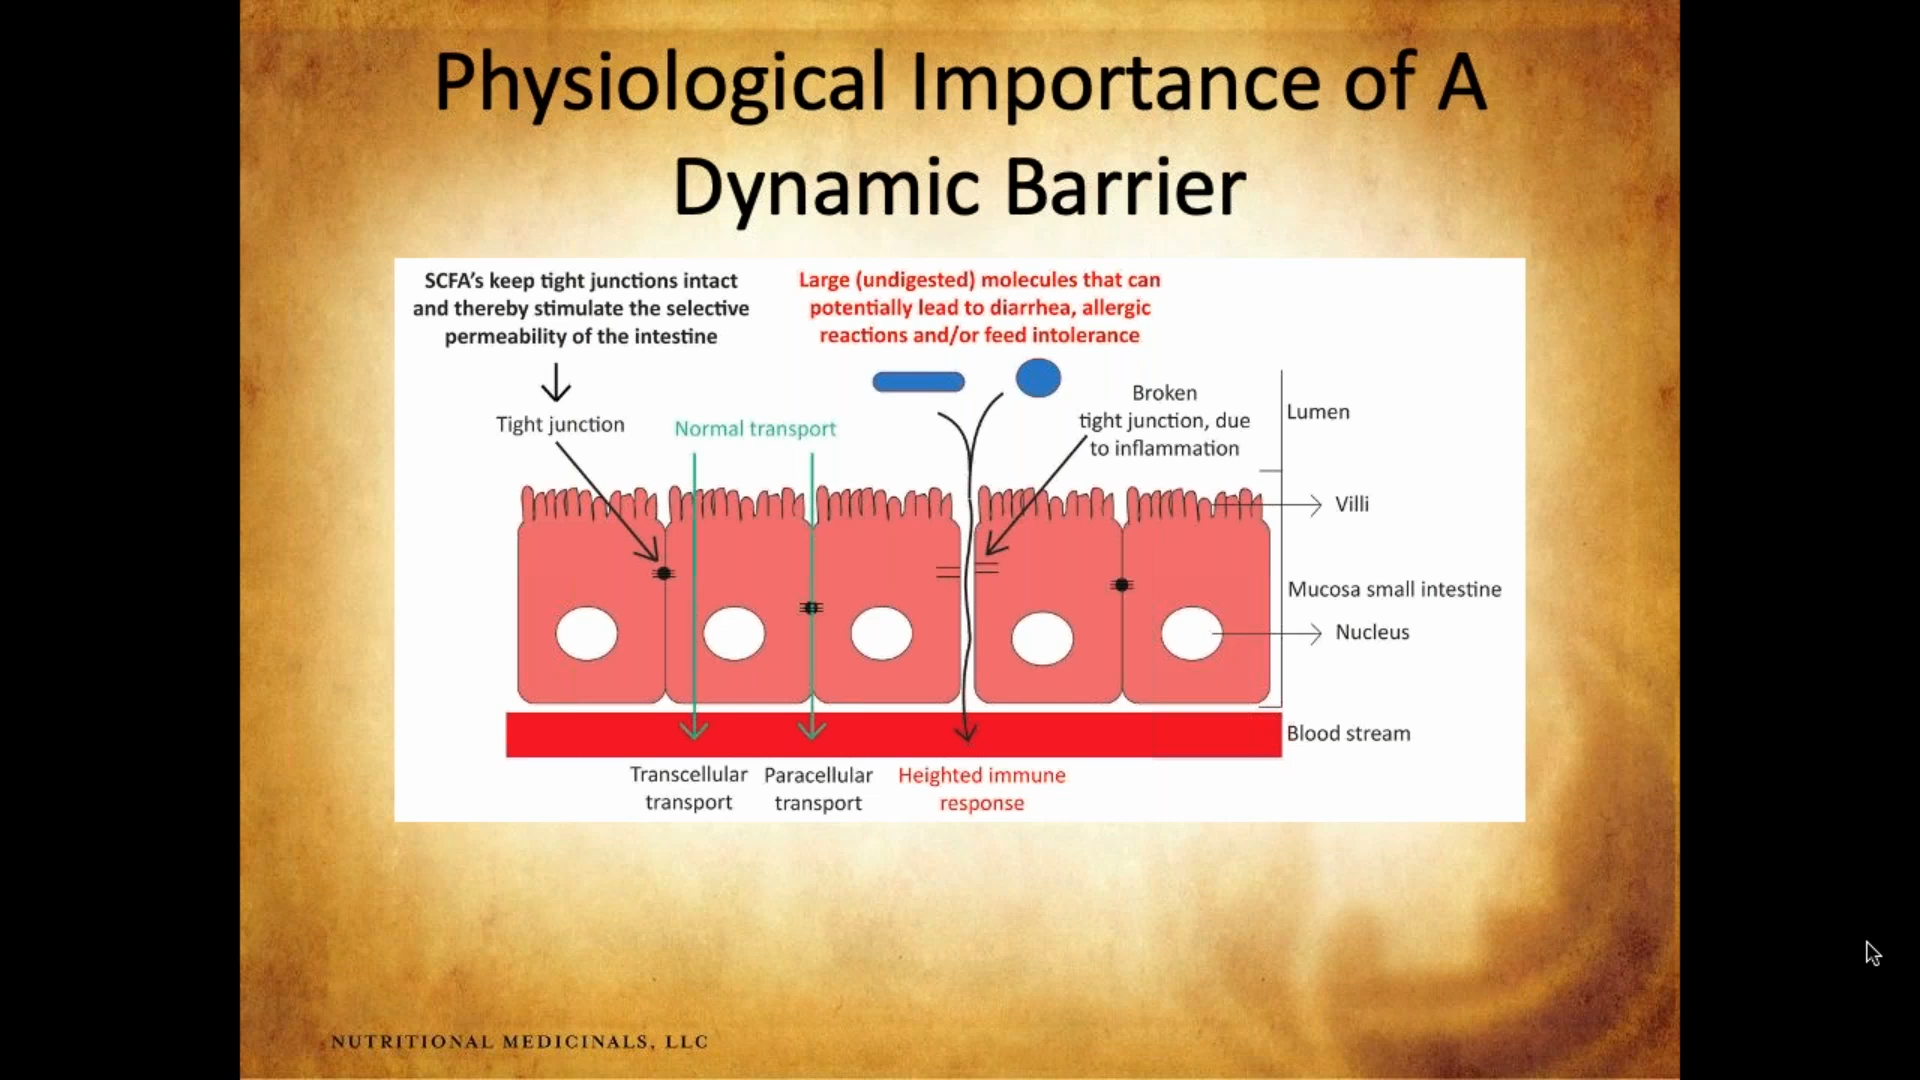 Physiological Importance of A
Dynamic Barrier
SCFA's keep tight junctions intact
and thereby stimulate the selective
permeability of the intestine
Large (undigested) molecules that can
potentially lead to diarrhea, allergic
reactions and/or feed intolerance
Tight junction
Normal transport
Broken
tight junction, due
to inflammation
Lumen
Villi
Mucosa small intestine
Nucleus
Blood stream
Transcellular
transport
Paracellular
transport
Heighted immune
response
NUTRITIONAL MEDICINALS, LLC